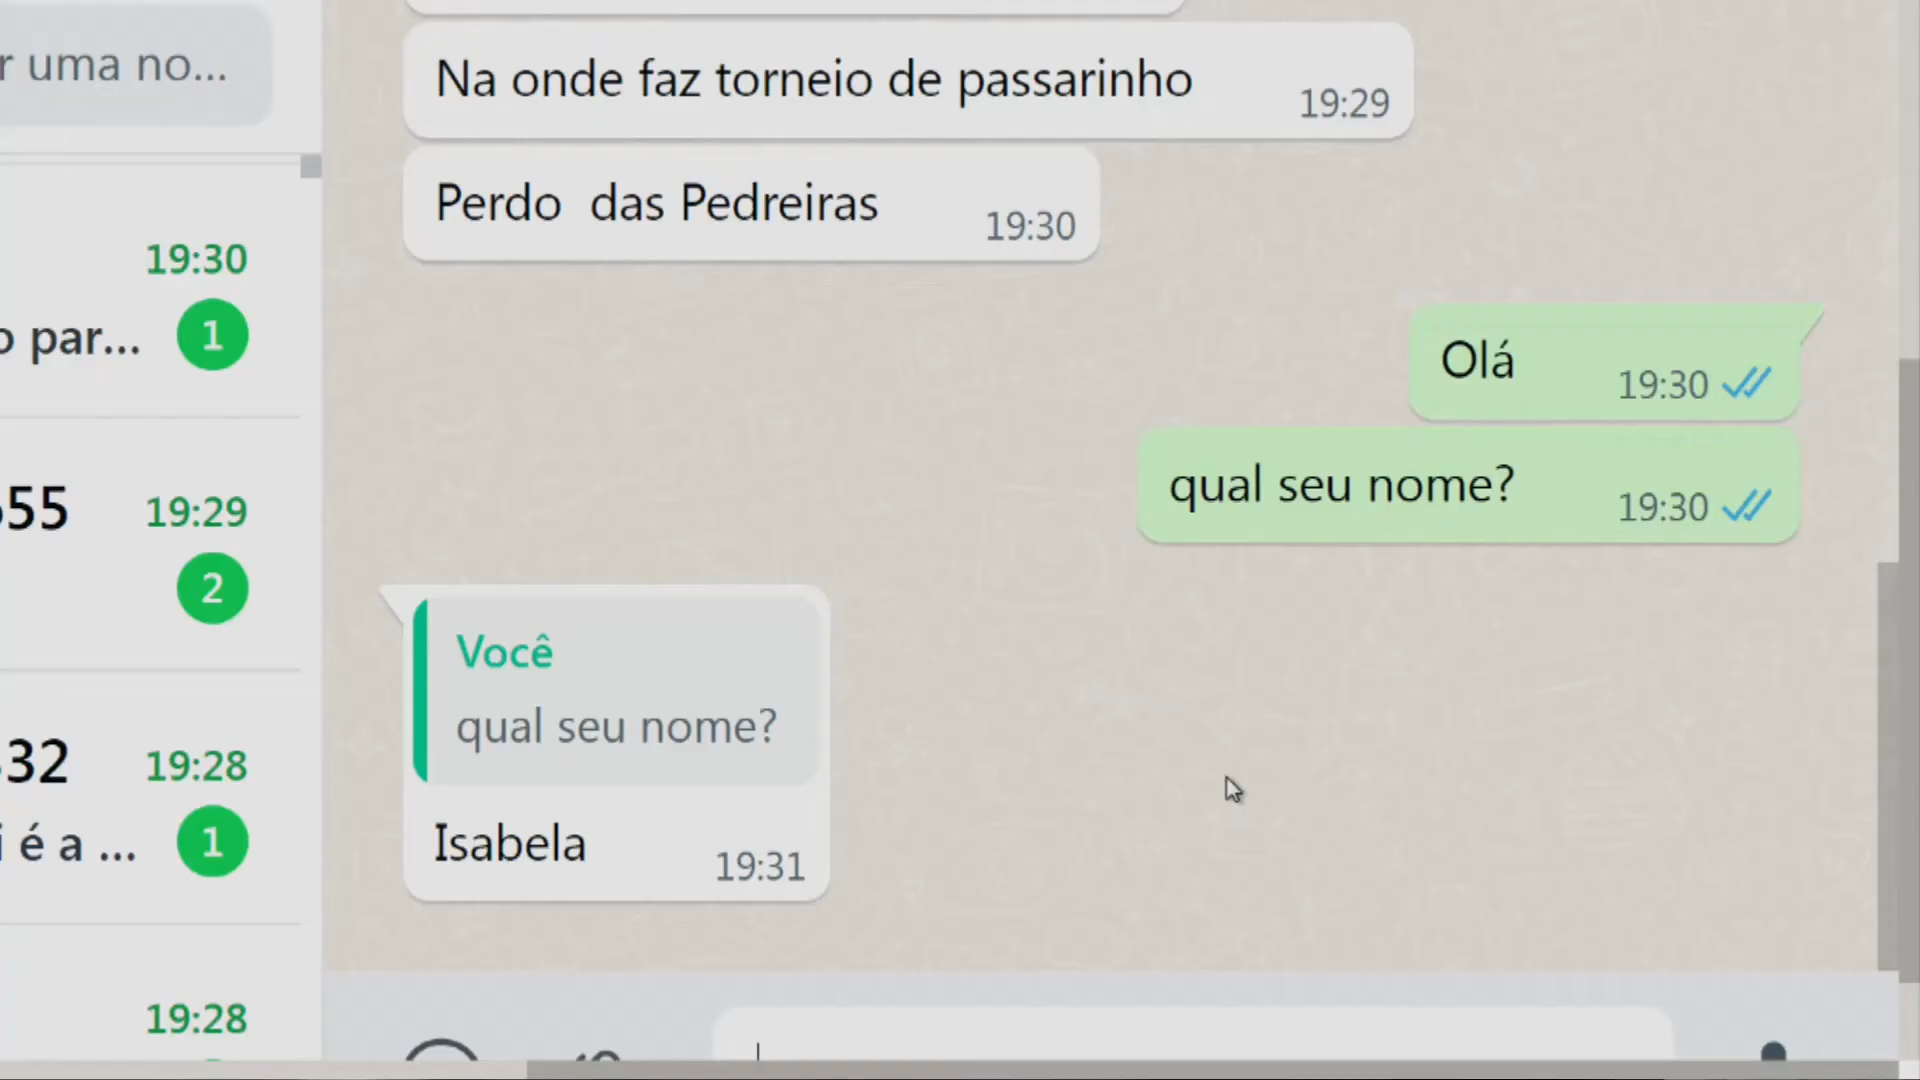 r uma no...
19:30
o par...
1
55
19:29
2
32
19:28
i é a ...
1
19:28
Na onde faz torneio de passarinho
19:29
Perdo  das Pedreiras
19:30
Olá
19:30
qual seu nome?
19:30
Você
qual seu nome?
Isabela
19:31